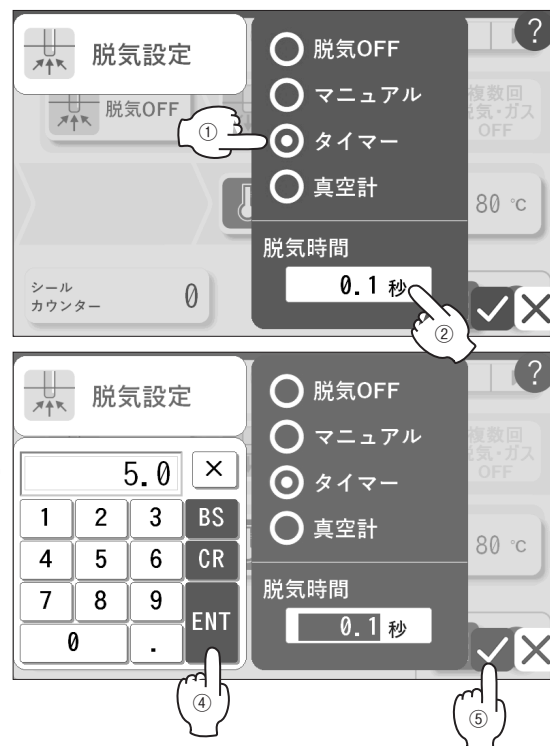 脱気設定
脱気OFF
マニュアル
タイマー
真空計
脱気時間
0.1 秒
?
脱気OFF
複数回
脱気・ガス
OFF
80 ℃
シール
カウンター
0
①
②
脱気設定
脱気OFF
マニュアル
タイマー
真空計
脱気時間
0.1 秒
?
複数回
脱気・ガス
OFF
80 ℃
5.0
×
1 2 3 BS
4 5 6 CR
7 8 9 ENT
0 .
④
⑤